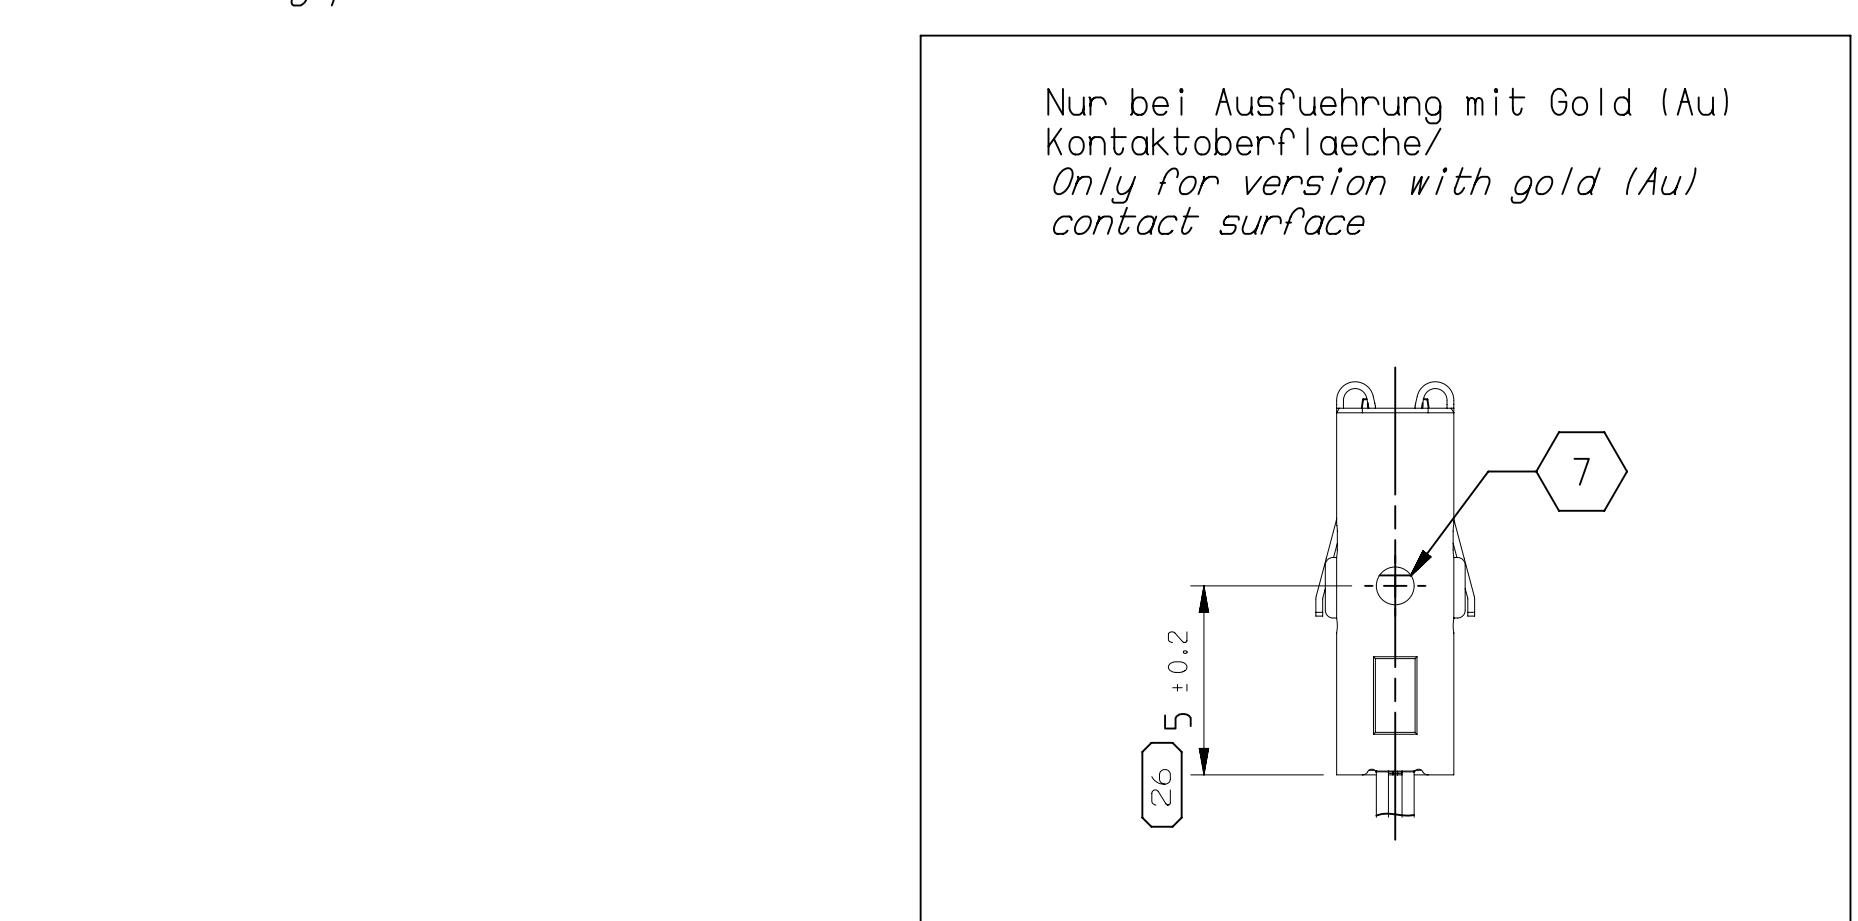 Nur bei Ausfuehrung mit Gold (Au)
Kontaktoberflaeche/
Only for version with gold (Au)
contact surface
7
5 ±0.2
26